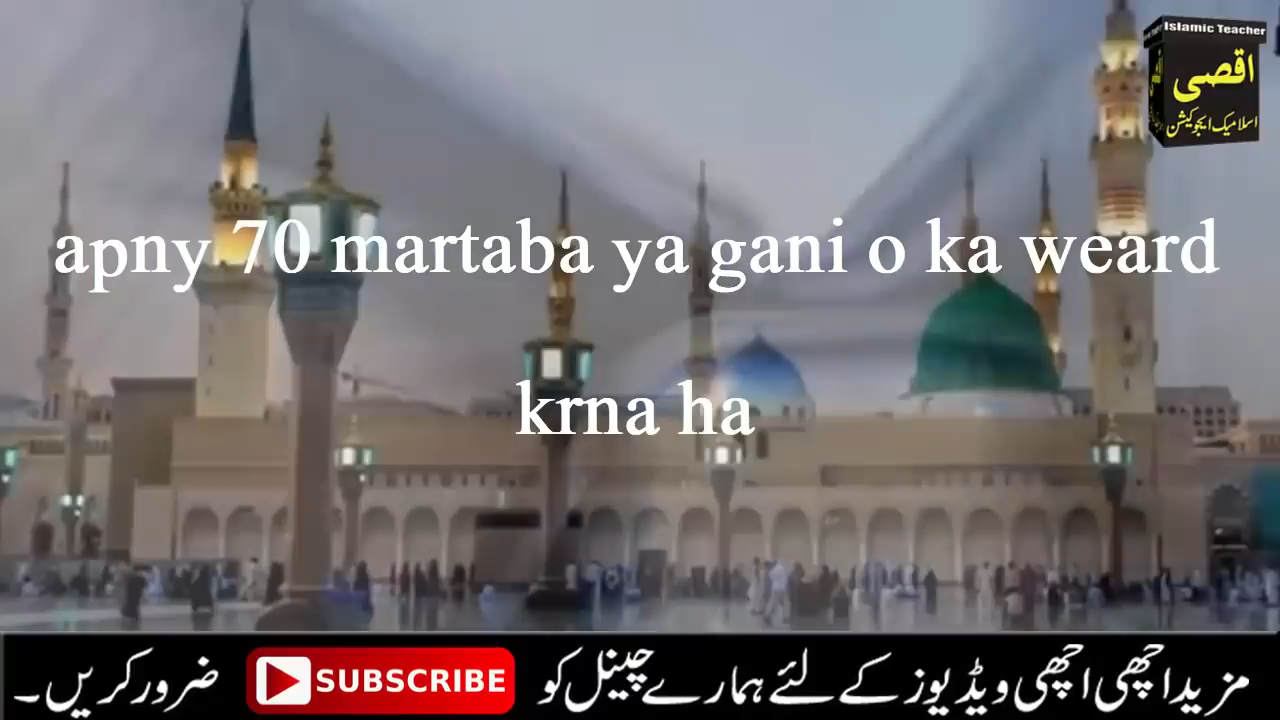 Islamic Teacher
اقصی
اسلامیک ایجوکیشن
apny 70 martaba ya gani o ka weard
krna ha
مزید اچھی اچھی ویڈیوز کے لئے ہمارے چینل کو SUBSCRIBE ضرور کریں۔